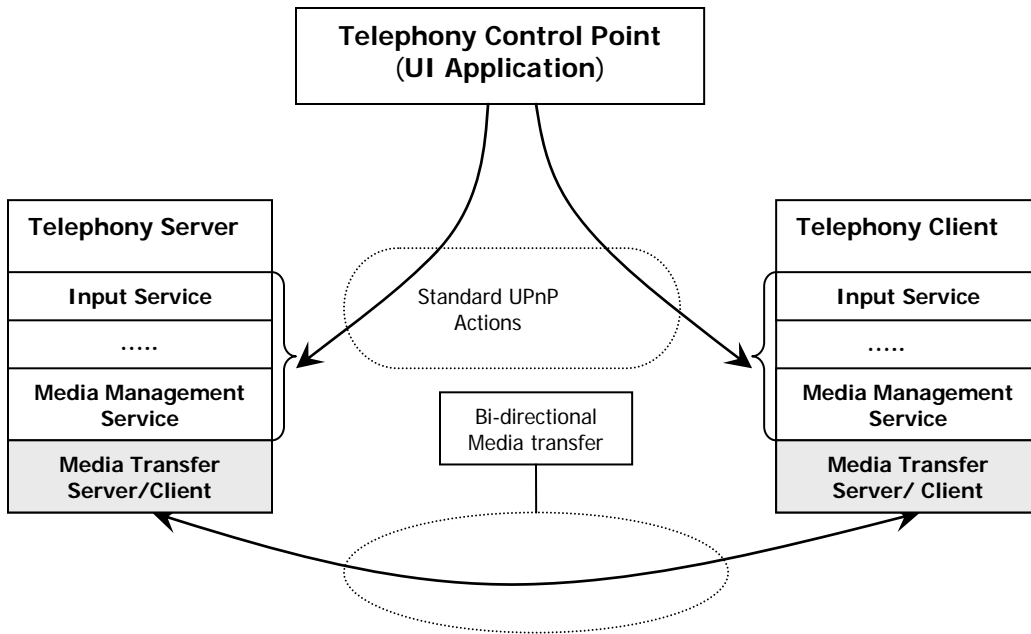 Telephony Control Point
(UI Application)
Telephony Server
Input Service
.....
Media Management
Service
Media Transfer
Server/Client
Standard UPnP
Actions
Bi-directional
Media transfer
Telephony Client
Input Service
.....
Media Management
Service
Media Transfer
Server/ Client